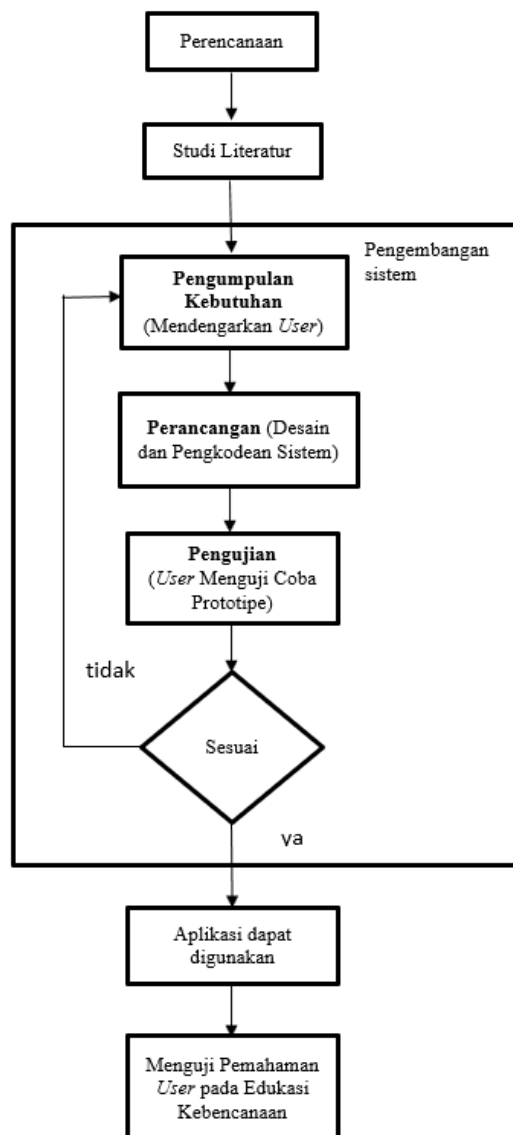 Perencanaan
Studi Literatur
Pengembangan
sistem
Pengumpulan
Kebutuhan
(Mendengarkan User)
Perancangan (Desain
dan Pengkodean Sistem)
Pengujian
(User Menguji Coba
Prototipe)
tidak
Sesuai
ya
Aplikasi dapat
digunakan
Menguji Pemahaman
User pada Edukasi
Kebencanaan